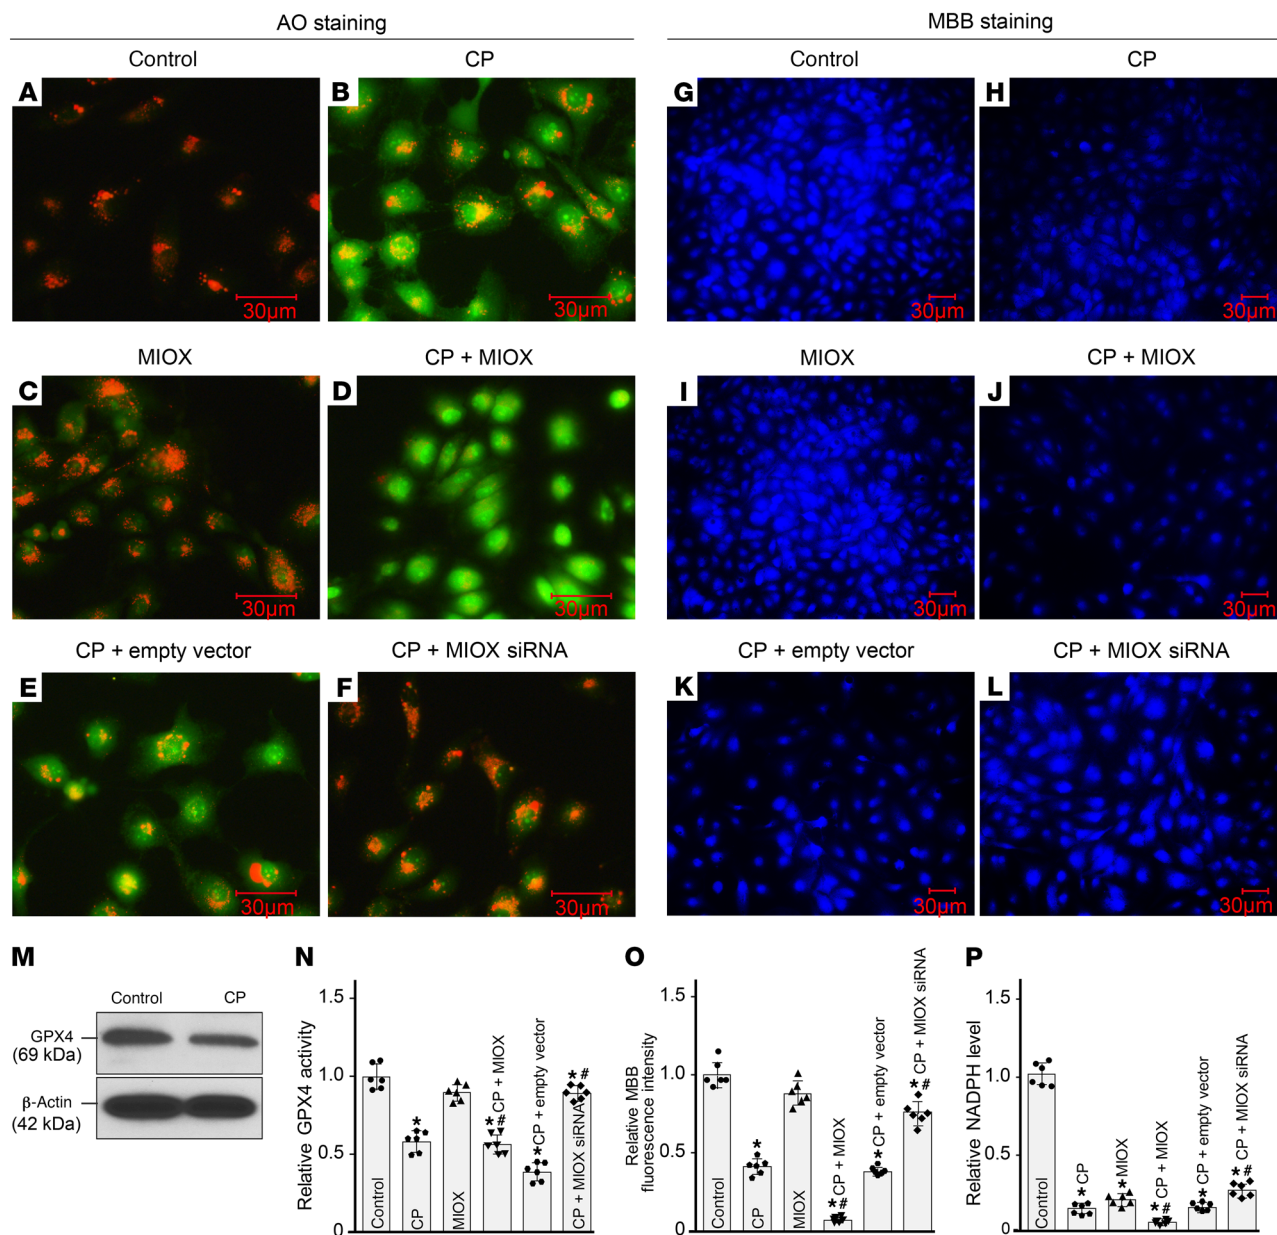 AO staining
MBB staining
Control
CP
Control
CP
A
B
G
H
30μm
30μm
30μm
30μm
MIOX
CP + MIOX
MIOX
CP + MIOX
C
D
I
J
30μm
30μm
30μm
30μm
CP + empty vector
CP + MIOX siRNA
CP + empty vector
CP + MIOX siRNA
E
F
K
L
30μm
30μm
30μm
30μm
M
Control
CP
GPX4
(69 kDa)
β-Actin
(42 kDa)
N
Relative GPX4 activity
1.5
1.0
0.5
0
Control
* CP
MIOX
*# CP + MIOX
* CP + empty vector
*# CP + MIOX siRNA
O
Relative MBB
fluorescence intensity
1.5
1.0
0.5
0
Control
* CP
MIOX
*# CP + MIOX
* CP + empty vector
*# CP + MIOX siRNA
P
Relative NADPH level
1.5
1.0
0.5
0
Control
* CP
* MIOX
*# CP + MIOX
* CP + empty vector
*# CP + MIOX siRNA